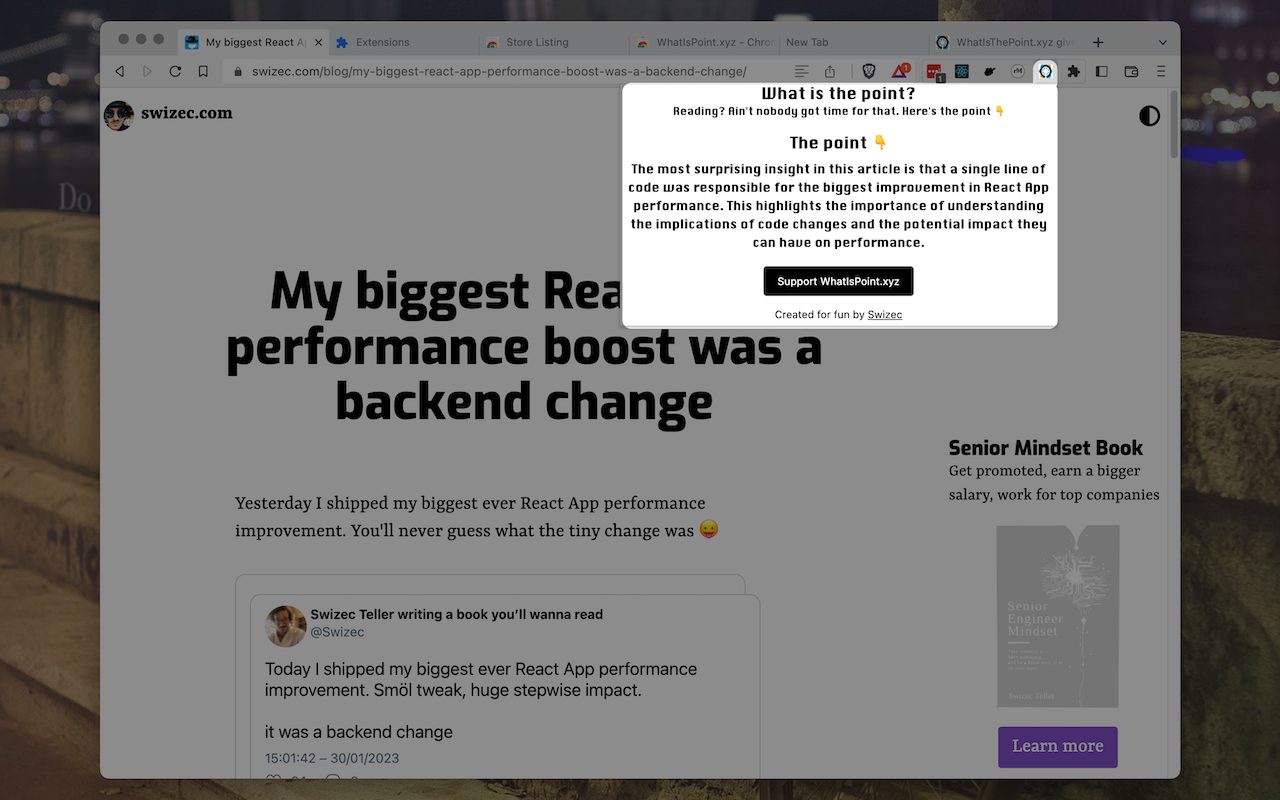 Do
My biggest React A
Extensions
Store Listing
WhatIsPoint.xyz – Chro
New Tab
WhatIsThePoint.xyz giv
swizec.com/blog/my-biggest-react-app-performance-boost-was-a-backend-change/
1
1
rM
swizec.com
What is the point?
Reading? Ain't nobody got time for that. Here's the point 👇
The point 👇
The most surprising insight in this article is that a single line of
code was responsible for the biggest improvement in React App
performance. This highlights the importance of understanding
the implications of code changes and the potential impact they
can have on performance.
Support WhatIsPoint.xyz
Created for fun by Swizec
My biggest Rea
performance boost was a
backend change
Yesterday I shipped my biggest ever React App performance
improvement. You'll never guess what the tiny change was 😛
Swizec Teller writing a book you'll wanna read
@Swizec
Today I shipped my biggest ever React App performance
improvement. Smöl tweak, huge stepwise impact.
it was a backend change
15:01:42 – 30/01/2023
Senior Mindset Book
Get promoted, earn a bigger
salary, work for top companies
Senior
Engineer
Mindset
Swizec Teller
Learn more